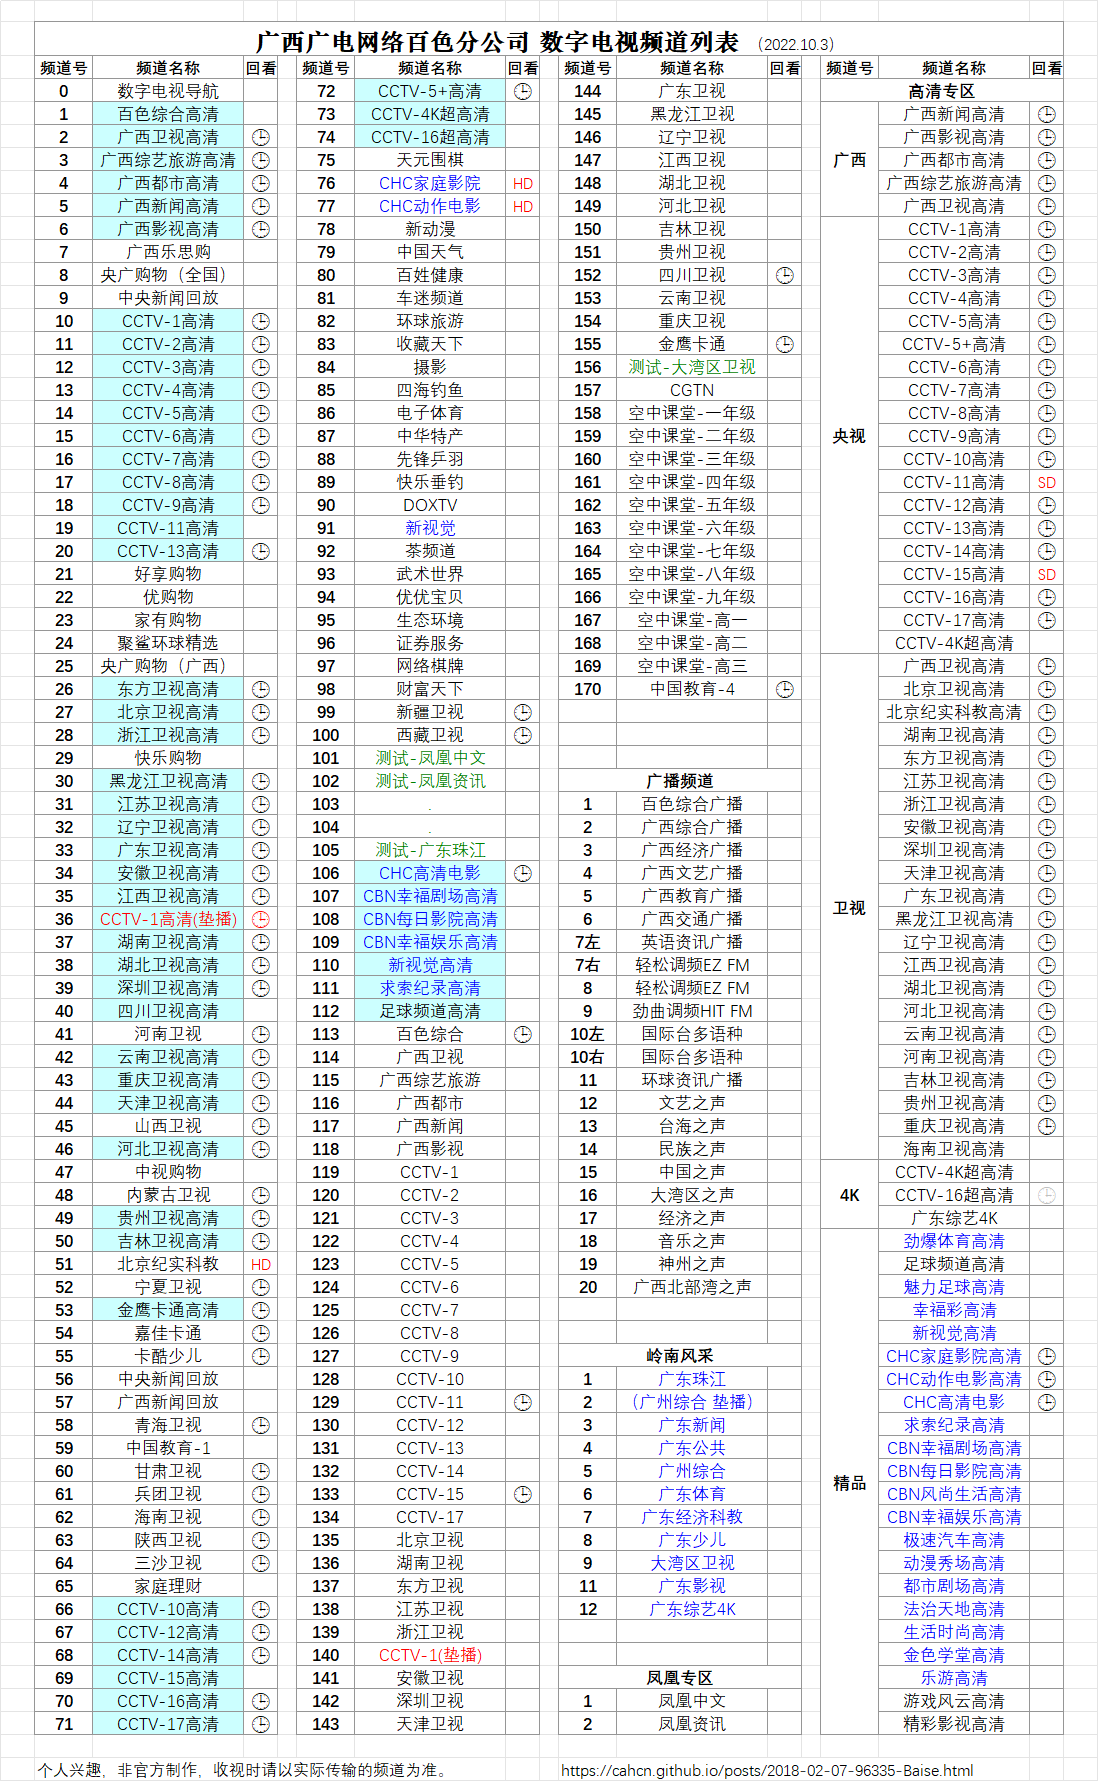 广西广电网络百色分公司 数字电视频道列表 （2022.10.3）
频道号 频道名称 回看
0 数字电视导航
1 百色综合高清
2 广西卫视高清
3 广西综艺旅游高清
4 广西都市高清
5 广西新闻高清
6 广西影视高清
7 广西乐思购
8 央广购物（全国）
9 中央新闻回放
10 CCTV-1高清
11 CCTV-2高清
12 CCTV-3高清
13 CCTV-4高清
14 CCTV-5高清
15 CCTV-6高清
16 CCTV-7高清
17 CCTV-8高清
18 CCTV-9高清
19 CCTV-11高清
20 CCTV-13高清
21 好享购物
22 优购物
23 家有购物
24 聚鲨环球精选
25 央广购物（广西）
26 东方卫视高清
27 北京卫视高清
28 浙江卫视高清
29 快乐购物
30 黑龙江卫视高清
31 江苏卫视高清
32 辽宁卫视高清
33 广东卫视高清
34 安徽卫视高清
35 江西卫视高清
36 CCTV-1高清(垫播)
37 湖南卫视高清
38 湖北卫视高清
39 深圳卫视高清
40 四川卫视高清
41 河南卫视
42 云南卫视高清
43 重庆卫视高清
44 天津卫视高清
45 山西卫视
46 河北卫视高清
47 中视购物
48 内蒙古卫视
49 贵州卫视高清
50 吉林卫视高清
51 北京纪实科教 HD
52 宁夏卫视
53 金鹰卡通高清
54 嘉佳卡通
55 卡酷少儿
56 中央新闻回放
57 广西新闻回放
58 青海卫视
59 中国教育-1
60 甘肃卫视
61 兵团卫视
62 海南卫视
63 陕西卫视
64 三沙卫视
65 家庭理财
66 CCTV-10高清
67 CCTV-12高清
68 CCTV-14高清
69 CCTV-15高清
70 CCTV-16高清
71 CCTV-17高清
频道号 频道名称 回看
72 CCTV-5+高清
73 CCTV-4K超高清
74 CCTV-16超高清
75 天元围棋
76 CHC家庭影院 HD
77 CHC动作电影 HD
78 新动漫
79 中国天气
80 百姓健康
81 车迷频道
82 环球旅游
83 收藏天下
84 摄影
85 四海钓鱼
86 电子体育
87 中华特产
88 先锋乒羽
89 快乐垂钓
90 DOXTV
91 新视觉
92 茶频道
93 武术世界
94 优优宝贝
95 生态环境
96 证券服务
97 网络棋牌
98 财富天下
99 新疆卫视
100 西藏卫视
101 测试-凤凰中文
102 测试-凤凰资讯
103 .
104 .
105 测试-广东珠江
106 CHC高清电影
107 CBN幸福剧场高清
108 CBN每日影院高清
109 CBN幸福娱乐高清
110 新视觉高清
111 求索纪录高清
112 足球频道高清
113 百色综合
114 广西卫视
115 广西综艺旅游
116 广西都市
117 广西新闻
118 广西影视
119 CCTV-1
120 CCTV-2
121 CCTV-3
122 CCTV-4
123 CCTV-5
124 CCTV-6
125 CCTV-7
126 CCTV-8
127 CCTV-9
128 CCTV-10
129 CCTV-11
130 CCTV-12
131 CCTV-13
132 CCTV-14
133 CCTV-15
134 CCTV-17
135 北京卫视
136 湖南卫视
137 东方卫视
138 江苏卫视
139 浙江卫视
140 CCTV-1(垫播)
141 安徽卫视
142 深圳卫视
143 天津卫视
频道号 频道名称 回看
144 广东卫视
145 黑龙江卫视
146 辽宁卫视
147 江西卫视
148 湖北卫视
149 河北卫视
150 吉林卫视
151 贵州卫视
152 四川卫视
153 云南卫视
154 重庆卫视
155 金鹰卡通
156 测试-大湾区卫视
157 CGTN
158 空中课堂-一年级
159 空中课堂-二年级
160 空中课堂-三年级
161 空中课堂-四年级
162 空中课堂-五年级
163 空中课堂-六年级
164 空中课堂-七年级
165 空中课堂-八年级
166 空中课堂-九年级
167 空中课堂-高一
168 空中课堂-高二
169 空中课堂-高三
170 中国教育-4
广播频道
1 百色综合广播
2 广西综合广播
3 广西经济广播
4 广西文艺广播
5 广西教育广播
6 广西交通广播
7左 英语资讯广播
7右 轻松调频EZ FM
8 轻松调频EZ FM
9 劲曲调频HIT FM
10左 国际台多语种
10右 国际台多语种
11 环球资讯广播
12 文艺之声
13 台海之声
14 民族之声
15 中国之声
16 大湾区之声
17 经济之声
18 音乐之声
19 神州之声
20 广西北部湾之声
岭南风采
1 广东珠江
2 （广州综合 垫播）
3 广东新闻
4 广东公共
5 广州综合
6 广东体育
7 广东经济科教
8 广东少儿
9 大湾区卫视
11 广东影视
12 广东综艺4K
凤凰专区
1 凤凰中文
2 凤凰资讯
频道号 频道名称 回看
高清专区
广西
广西新闻高清
广西影视高清
广西都市高清
广西综艺旅游高清
广西卫视高清
央视
CCTV-1高清
CCTV-2高清
CCTV-3高清
CCTV-4高清
CCTV-5高清
CCTV-5+高清
CCTV-6高清
CCTV-7高清
CCTV-8高清
CCTV-9高清
CCTV-10高清
CCTV-11高清 SD
CCTV-12高清
CCTV-13高清
CCTV-14高清
CCTV-15高清 SD
CCTV-16高清
CCTV-17高清
CCTV-4K超高清
卫视
广西卫视高清
北京卫视高清
北京纪实科教高清
湖南卫视高清
东方卫视高清
江苏卫视高清
浙江卫视高清
安徽卫视高清
深圳卫视高清
天津卫视高清
广东卫视高清
黑龙江卫视高清
辽宁卫视高清
江西卫视高清
湖北卫视高清
河北卫视高清
云南卫视高清
河南卫视高清
吉林卫视高清
贵州卫视高清
重庆卫视高清
海南卫视高清
4K
CCTV-4K超高清
CCTV-16超高清
广东综艺4K
精品
劲爆体育高清
足球频道高清
魅力足球高清
幸福彩高清
新视觉高清
CHC家庭影院高清
CHC动作电影高清
CHC高清电影
求索纪录高清
CBN幸福剧场高清
CBN每日影院高清
CBN风尚生活高清
CBN幸福娱乐高清
极速汽车高清
动漫秀场高清
都市剧场高清
法治天地高清
生活时尚高清
金色学堂高清
乐游高清
游戏风云高清
精彩影视高清
个人兴趣，非官方制作，收视时请以实际传输的频道为准。
https://cahcn.github.io/posts/2018-02-07-96335-Baise.html